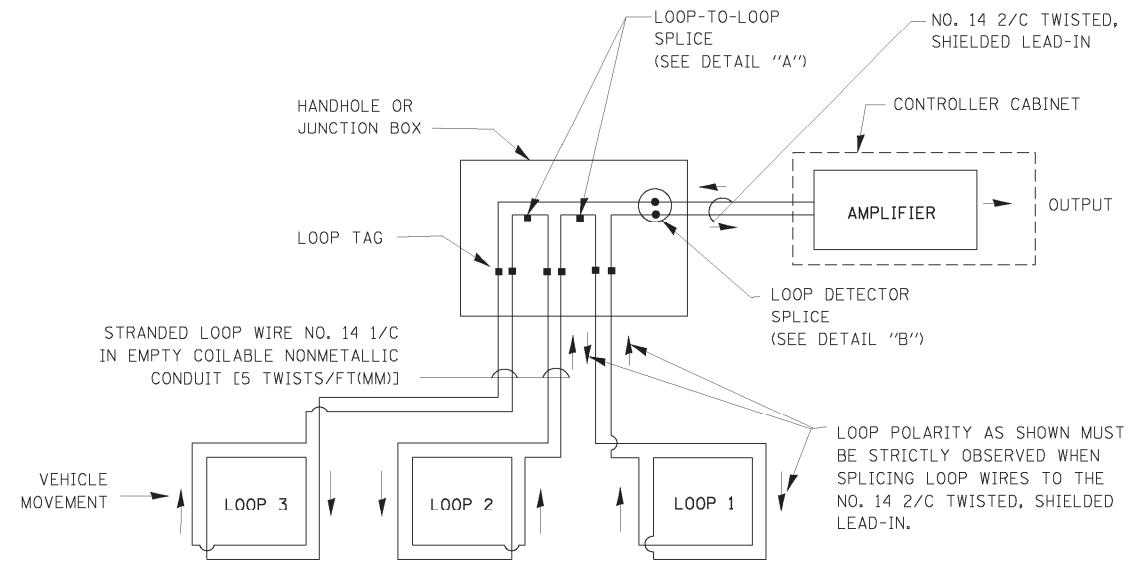 LOOP-TO-LOOP
SPLICE
(SEE DETAIL "A")
NO. 14 2/C TWISTED,
SHIELDED LEAD-IN
HANDHOLE OR
JUNCTION BOX
CONTROLLER CABINET
AMPLIFIER
OUTPUT
LOOP TAG
LOOP DETECTOR
SPLICE
(SEE DETAIL "B")
STRANDED LOOP WIRE NO. 14 1/C
IN EMPTY COILABLE NONMETALLIC
CONDUIT [5 TWISTS/FT(MM)]
LOOP POLARITY AS SHOWN MUST
BE STRICTLY OBSERVED WHEN
SPLICING LOOP WIRES TO THE
NO. 14 2/C TWISTED, SHIELDED
LEAD-IN.
VEHICLE
MOVEMENT
LOOP 3
LOOP 2
LOOP 1